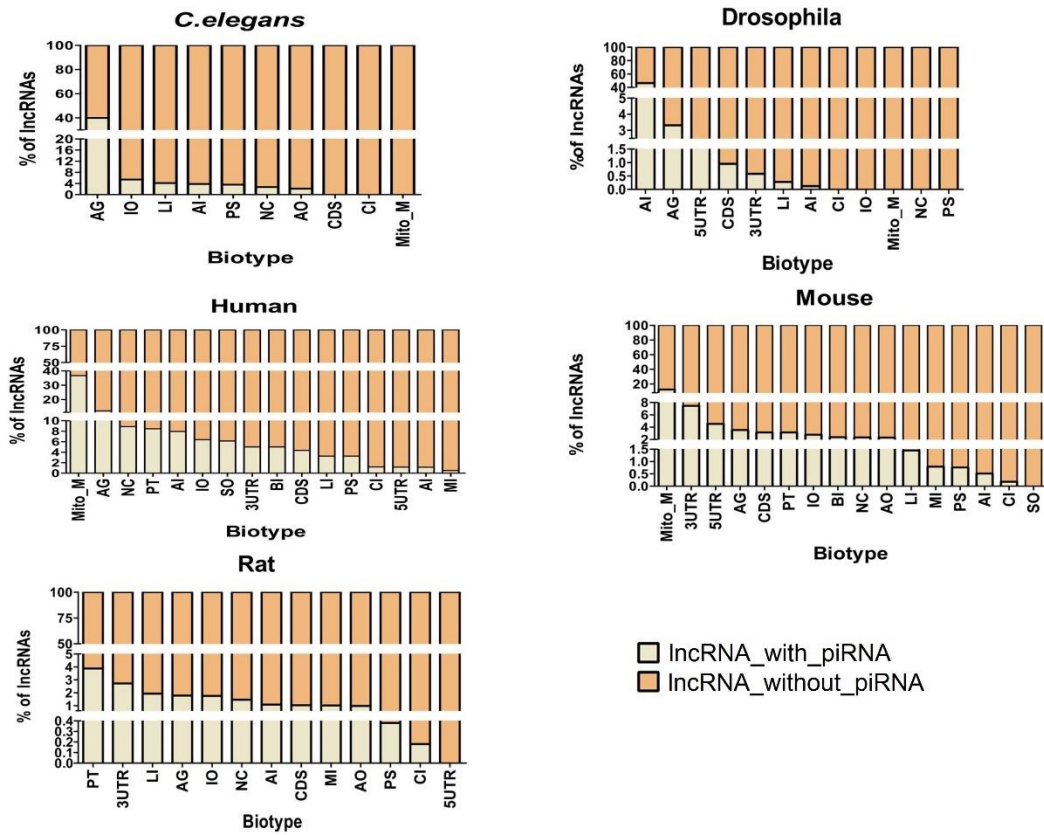 C.elegans
% of lncRNAs
100
80
60
40
20
16
12
8
4
0
AG IO LI AI PS NC AO CDS CI Mito_M
Biotype
Drosophila
%of lncRNAs
100
80
60
40
5
4
3
1.5
1.0
0.5
0.0
AI AG 5UTR CDS 3UTR LI AI CI IO Mito_M NC PS
Biotype
Human
% of lncRNAs
100
75
50
40
30
20
10
8
6
4
2
0
Mito_M AG NC PT AI IO SO 3UTR BI CDS LI PS CI 5UTR AI MI
Biotype
Mouse
% of lncRNAs
100
80
60
40
20
8
6
4
2
1.5
1.0
0.5
0.0
Mito_M 3UTR 5UTR AG CDS PT IO BI NC AO LI MI PS AI CI SO
Biotype
Rat
% of lncRNAs
100
75
50
5
4
3
2
1
0.4
0.3
0.2
0.1
0.0
PT 3UTR LI AG IO NC AI CDS MI AO PS CI 5UTR
Biotype
lncRNA_with_piRNA
lncRNA_without_piRNA